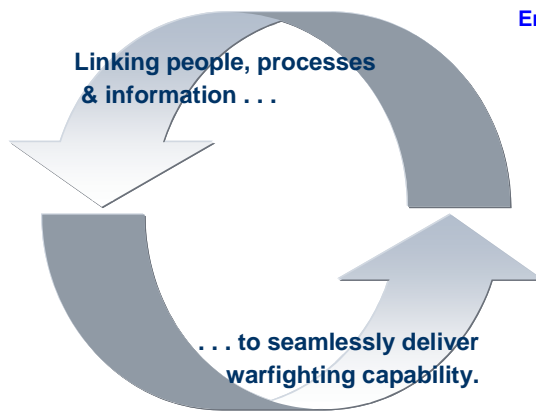 Linking people, processes
& information . . .
. . . to seamlessly deliver
warfighting capability.